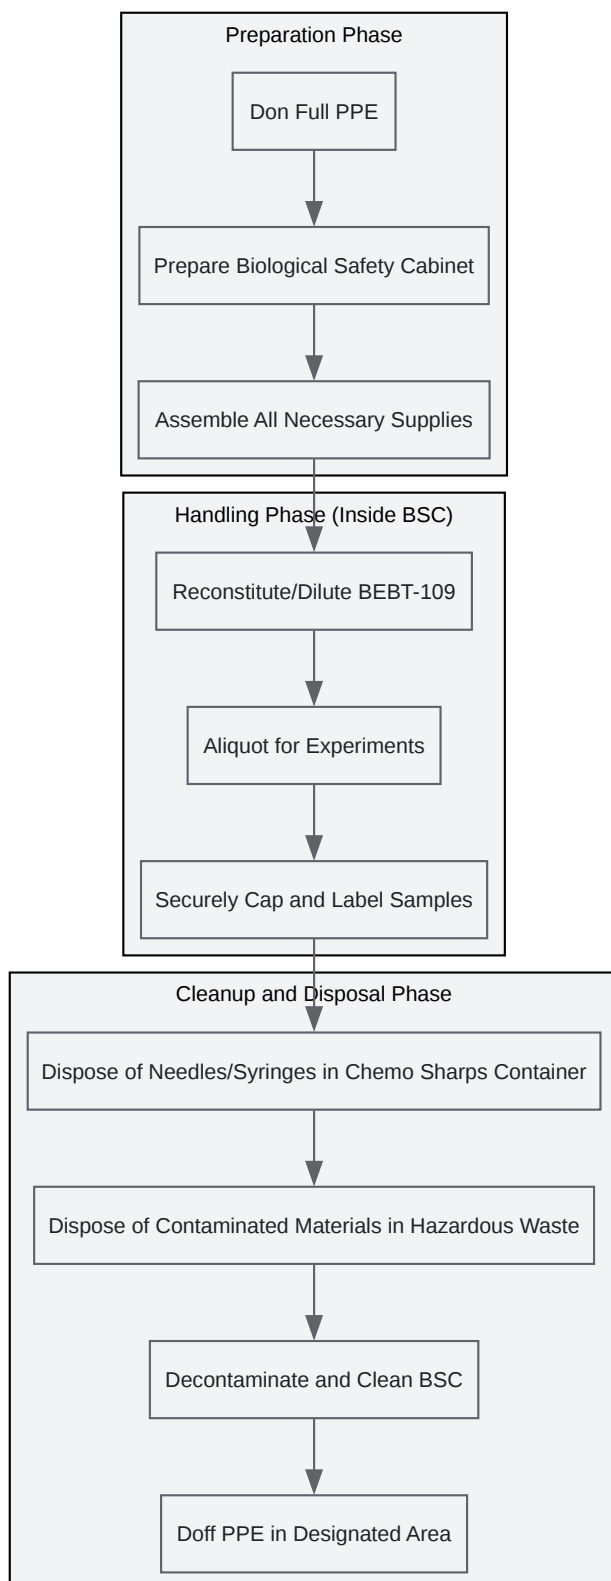 Preparation Phase
Don Full PPE
Prepare Biological Safety Cabinet
Assemble All Necessary Supplies
Handling Phase (Inside BSC)
Reconstitute/Dilute BEBT-109
Aliquot for Experiments
Securely Cap and Label Samples
Cleanup and Disposal Phase
Dispose of Needles/Syringes in Chemo Sharps Container
Dispose of Contaminated Materials in Hazardous Waste
Decontaminate and Clean BSC
Doff PPE in Designated Area